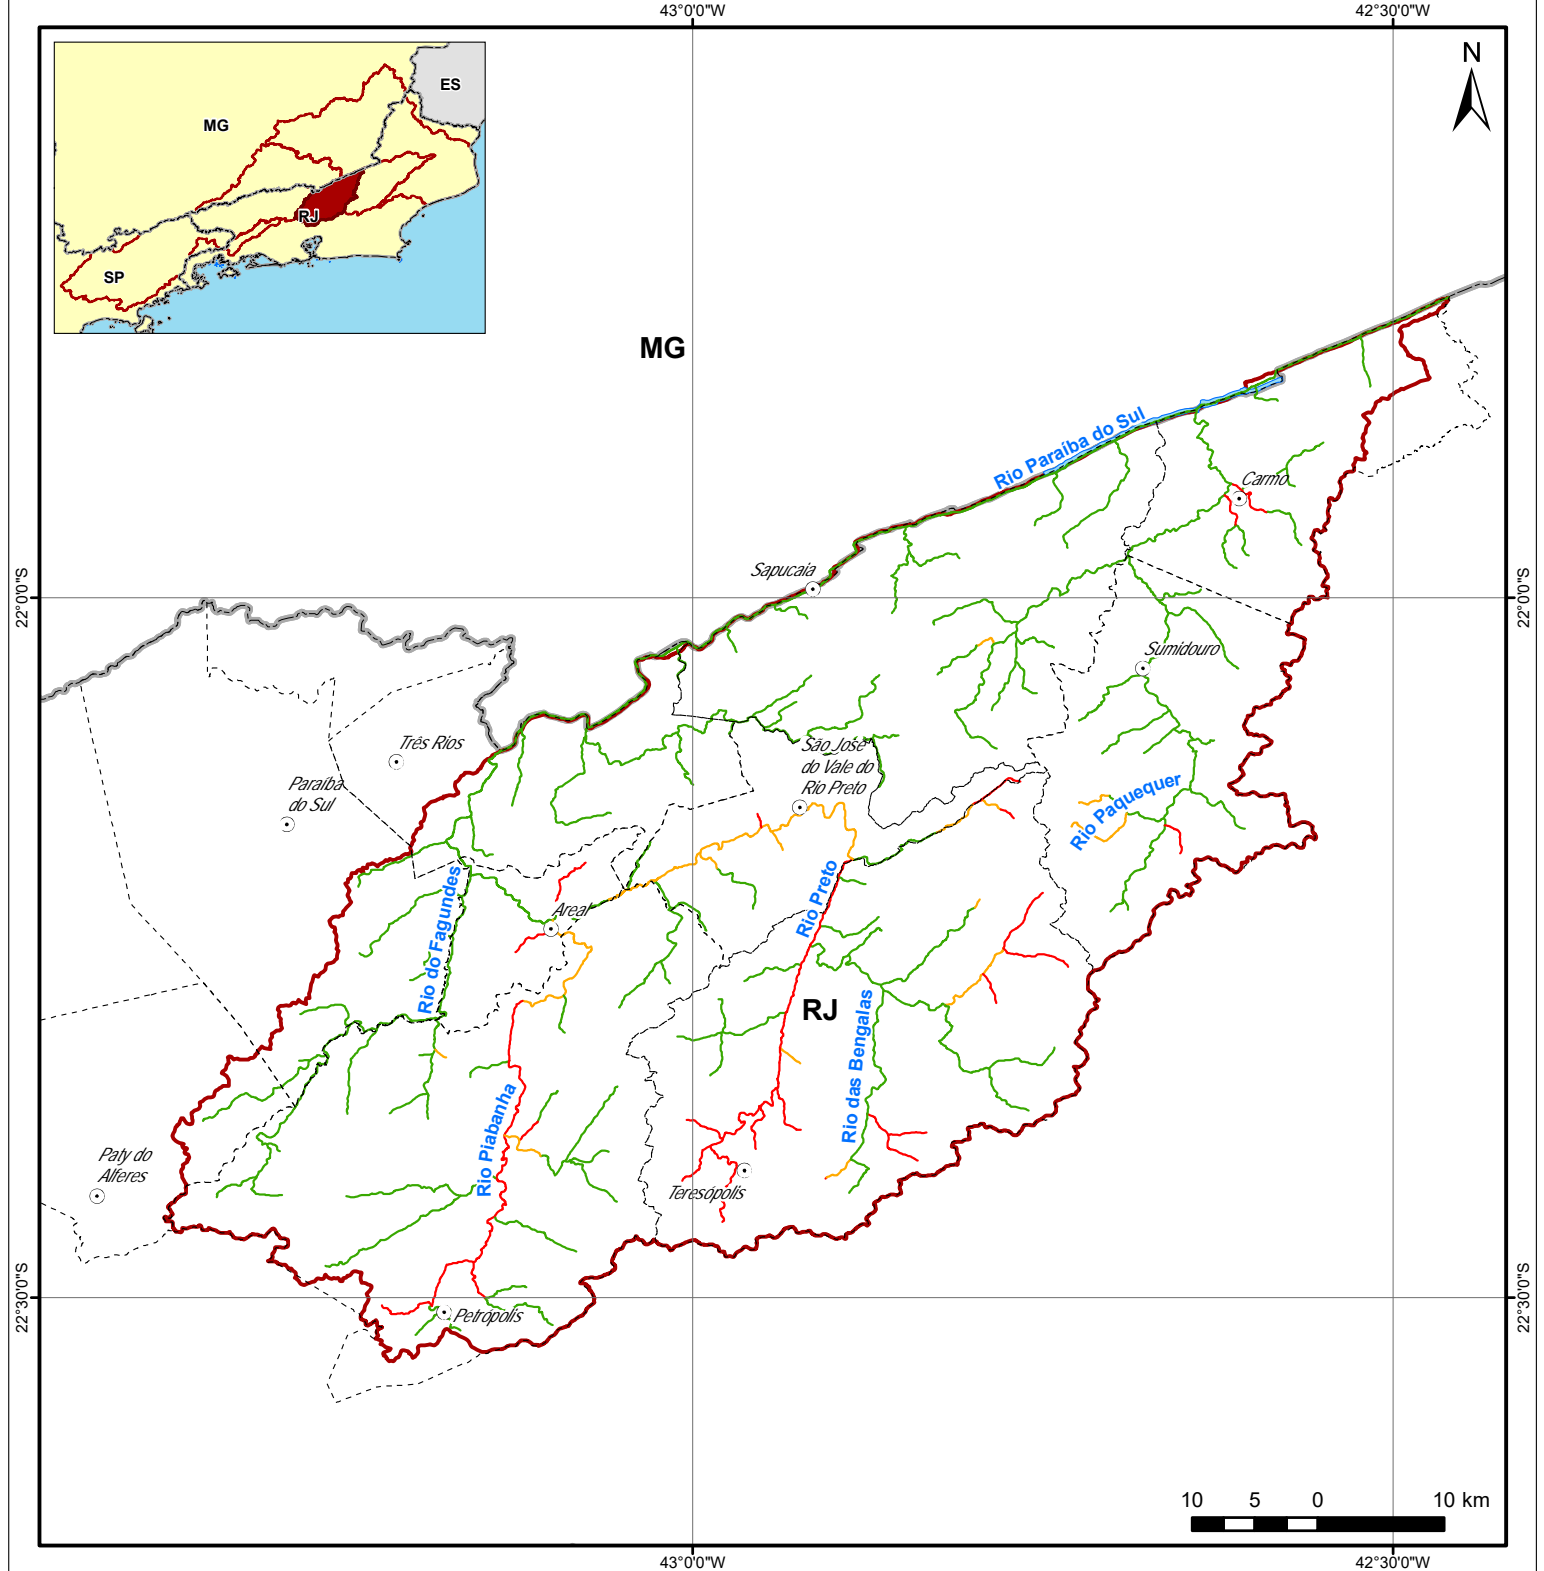 43°0'0"W
42°30'0"W
ES
MG
RJ
SP
N
MG
Rio Paraíba do Sul
Carmo
Sapucaia
22°0'0"S
22°0'0"S
Sumidouro
Três Rios
São José
do Vale do
Rio Preto
Paraíba
do Sul
Rio Paquequer
Rio Preto
Areal
Rio do Fagundes
RJ
Rio das Bengalas
Rio Piabanha
Paty do
Alferes
Teresópolis
22°30'0"S
22°30'0"S
Petrópolis
10 5 0 10 km
43°0'0"W
42°30'0"W